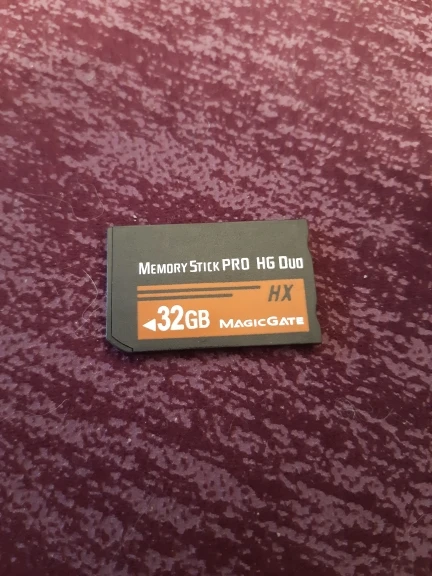 MEMORY STICK PRO HG DUO
HX
◄32GB MAGICGATE